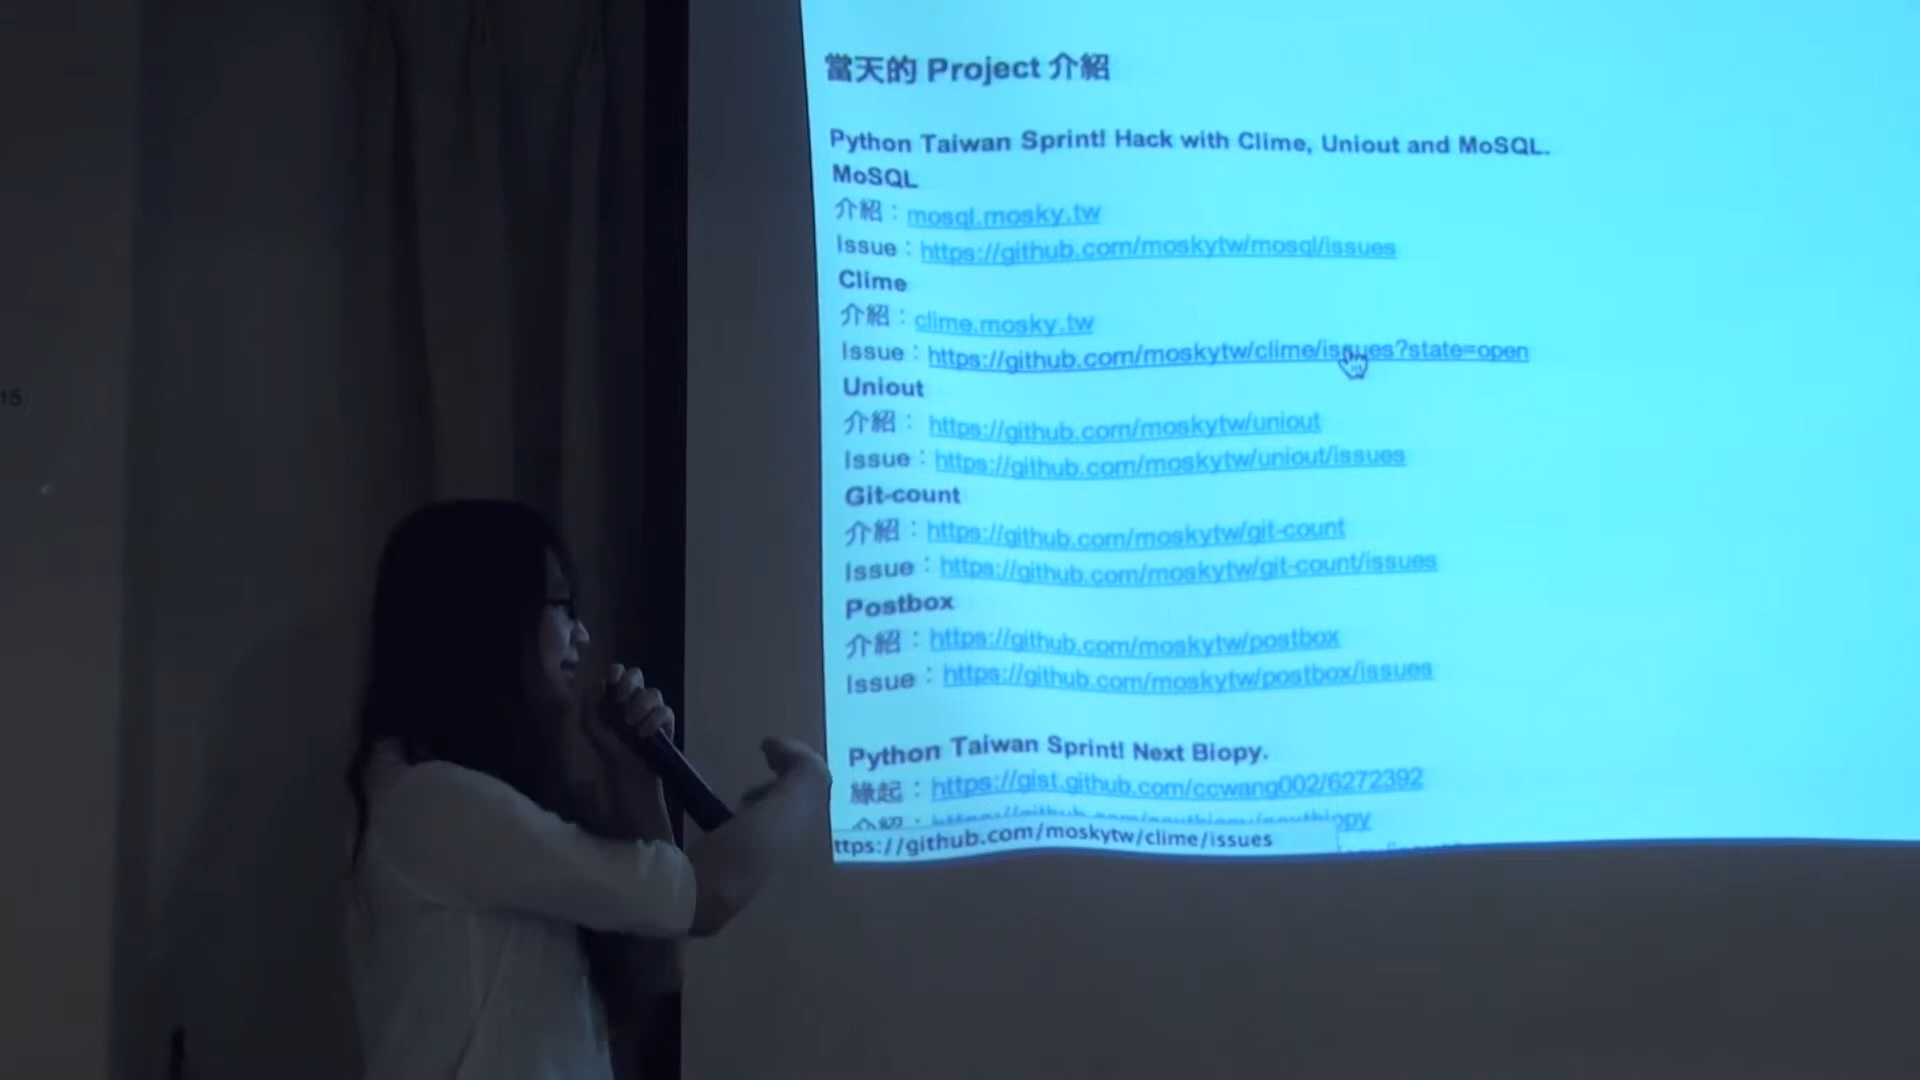 當天的 Project 介紹
Python Taiwan Sprint! Hack with Clime, Uniout and MoSQL.
MoSQL
介紹：mosql.mosky.tw
Issue：https://github.com/moskytw/mosql/issues
Clime
介紹：clime.mosky.tw
Issue：https://github.com/moskytw/clime/issues?state=open
Uniout
介紹： https://github.com/moskytw/uniout
Issue：https://github.com/moskytw/uniout/issues
Git-count
介紹：https://github.com/moskytw/git-count
Issue：https://github.com/moskytw/git-count/issues
Postbox
介紹：https://github.com/moskytw/postbox
Issue：https://github.com/moskytw/postbox/issues
Python Taiwan Sprint! Next Biopy.
緣起：https://gist.github.com/ccwang002/6272392
ttps://github.com/moskytw/clime/issues
15